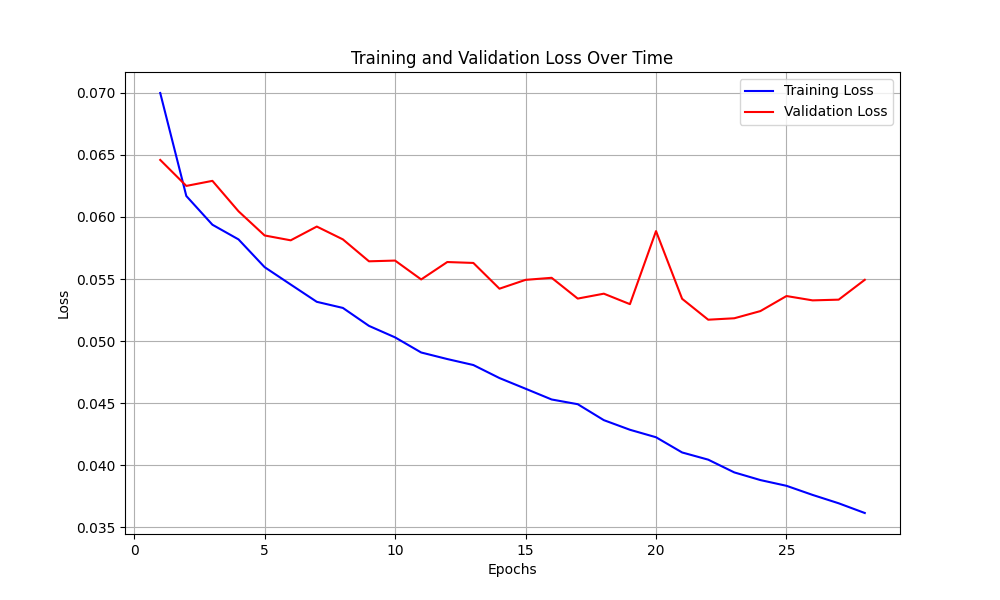 Training and Validation Loss Over Time
Training Loss
Validation Loss
0.070
0.065
0.060
0.055
0.050
0.045
0.040
0.035
Loss
0
5
10
15
20
25
Epochs